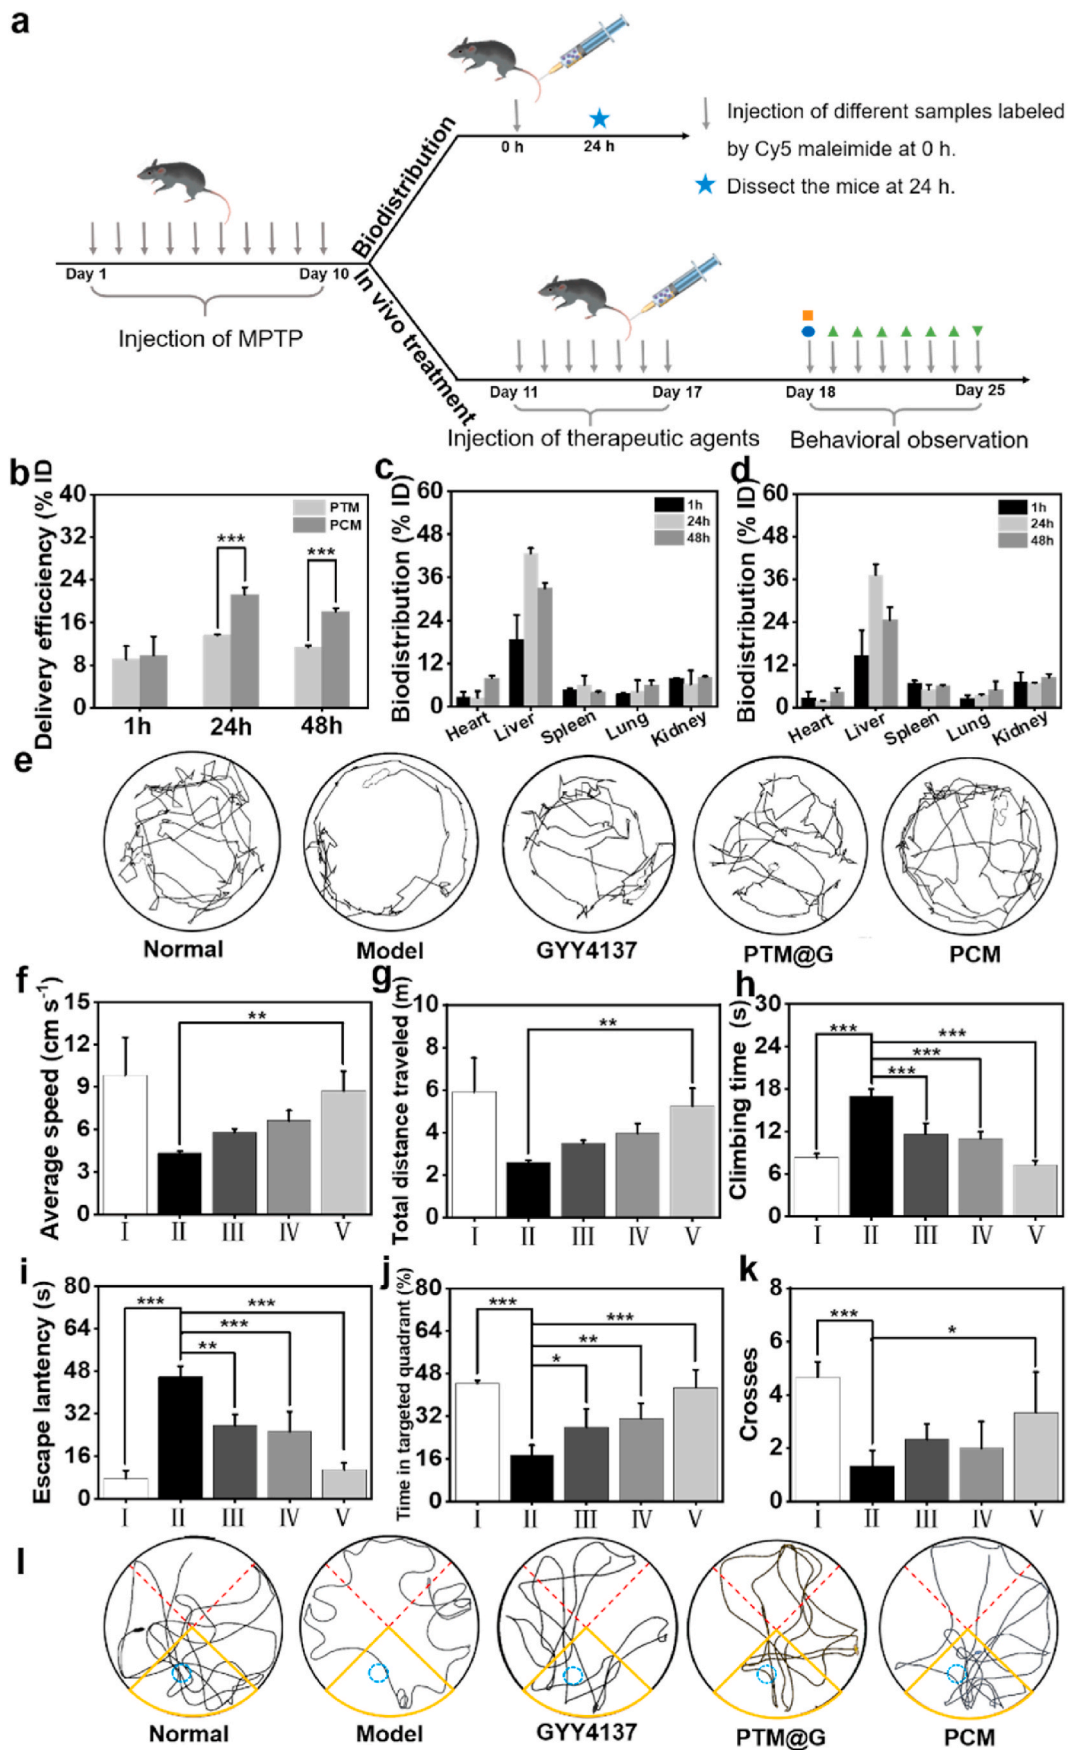 a
0 h
24 h
Injection of different samples labeled
by Cy5 maleimide at 0 h.
Dissect the mice at 24 h.
Biodistribution
Day 1
Day 10
Injection of MPTP
In vivo treatment
Day 11
Day 17
Day 18
Day 25
Injection of therapeutic agents
Behavioral observation
b
Delivery efficciency (% ID)
40
32
24
16
8
0
PTM
PCM
***
***
1h
24h
48h
c
Biodistribution (% ID)
60
48
36
24
12
0
1h
24h
48h
Heart
Liver
Spleen
Lung
Kidney
d
Biodistribution (% ID)
60
48
36
24
12
0
1h
24h
48h
Heart
Liver
Spleen
Lung
Kidney
e
Normal
Model
GYY4137
PTM@G
PCM
f
Average speed (cm s⁻¹)
15
12
9
6
3
0
**
I
II
III
IV
V
g
Total distance traveled (m)
10
8
6
4
2
0
**
I
II
III
IV
V
h
Climbing time (s)
30
24
18
12
6
0
***
***
***
***
I
II
III
IV
V
i
Escape lantency (s)
80
64
48
32
16
0
***
***
***
**
I
II
III
IV
V
j
Time in targeted quadrant (%)
80
64
48
32
16
0
***
***
**
*
I
II
III
IV
V
k
Crosses
8
6
4
2
0
***
*
I
II
III
IV
V
l
Normal
Model
GYY4137
PTM@G
PCM